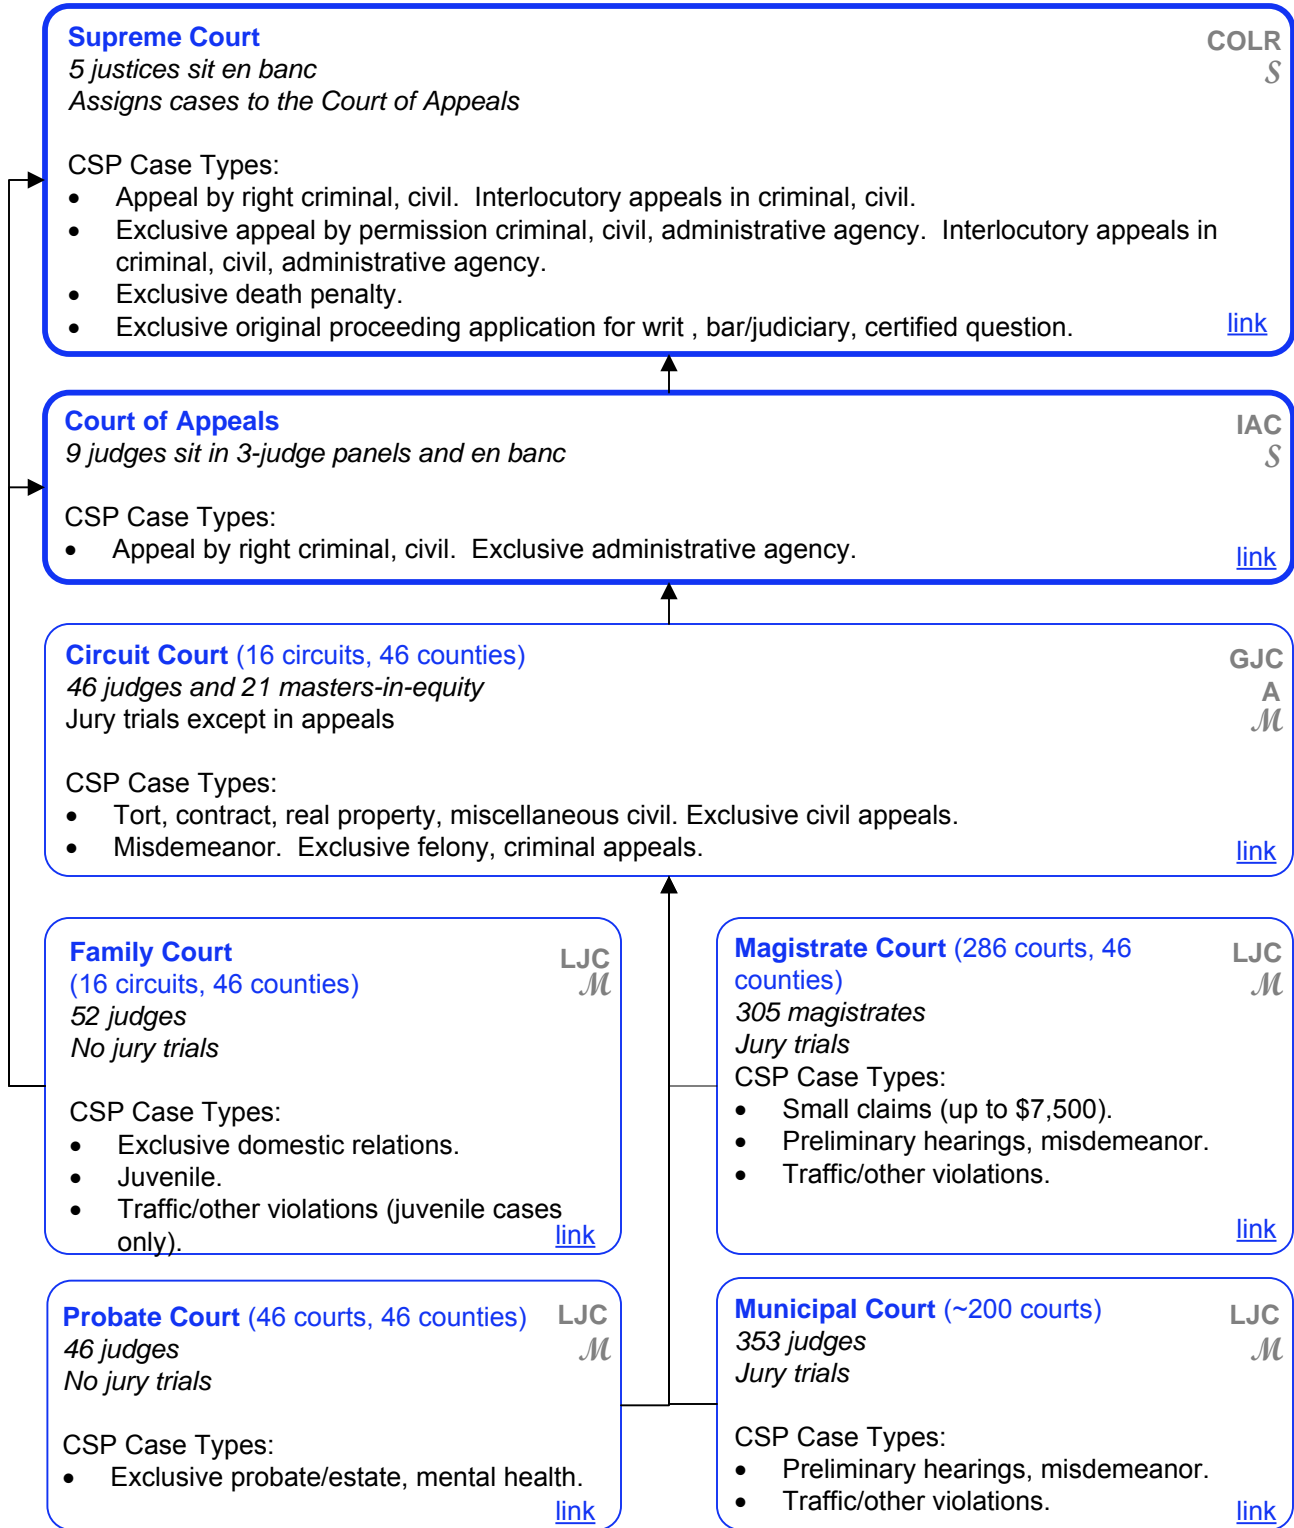 Supreme Court
COLR
5 justices sit en banc
S
Assigns cases to the Court of Appeals
CSP Case Types:
• Appeal by right criminal, civil. Interlocutory appeals in criminal, civil.
• Exclusive appeal by permission criminal, civil, administrative agency. Interlocutory appeals in
criminal, civil, administrative agency.
• Exclusive death penalty.
• Exclusive original proceeding application for writ , bar/judiciary, certified question.
link
Court of Appeals
IAC
9 judges sit in 3-judge panels and en banc
S
CSP Case Types:
• Appeal by right criminal, civil. Exclusive administrative agency.
link
Circuit Court (16 circuits, 46 counties)
GJC
46 judges and 21 masters-in-equity
A
Jury trials except in appeals
M
CSP Case Types:
• Tort, contract, real property, miscellaneous civil. Exclusive civil appeals.
• Misdemeanor. Exclusive felony, criminal appeals.
link
Family Court
LJC
(16 circuits, 46 counties)
M
52 judges
No jury trials
CSP Case Types:
• Exclusive domestic relations.
• Juvenile.
• Traffic/other violations (juvenile cases
only).
link
Magistrate Court (286 courts, 46
LJC
counties)
M
305 magistrates
Jury trials
CSP Case Types:
• Small claims (up to $7,500).
• Preliminary hearings, misdemeanor.
• Traffic/other violations.
link
Probate Court (46 courts, 46 counties)
LJC
46 judges
M
No jury trials
CSP Case Types:
• Exclusive probate/estate, mental health.
link
Municipal Court (~200 courts)
LJC
353 judges
M
Jury trials
CSP Case Types:
• Preliminary hearings, misdemeanor.
• Traffic/other violations.
link